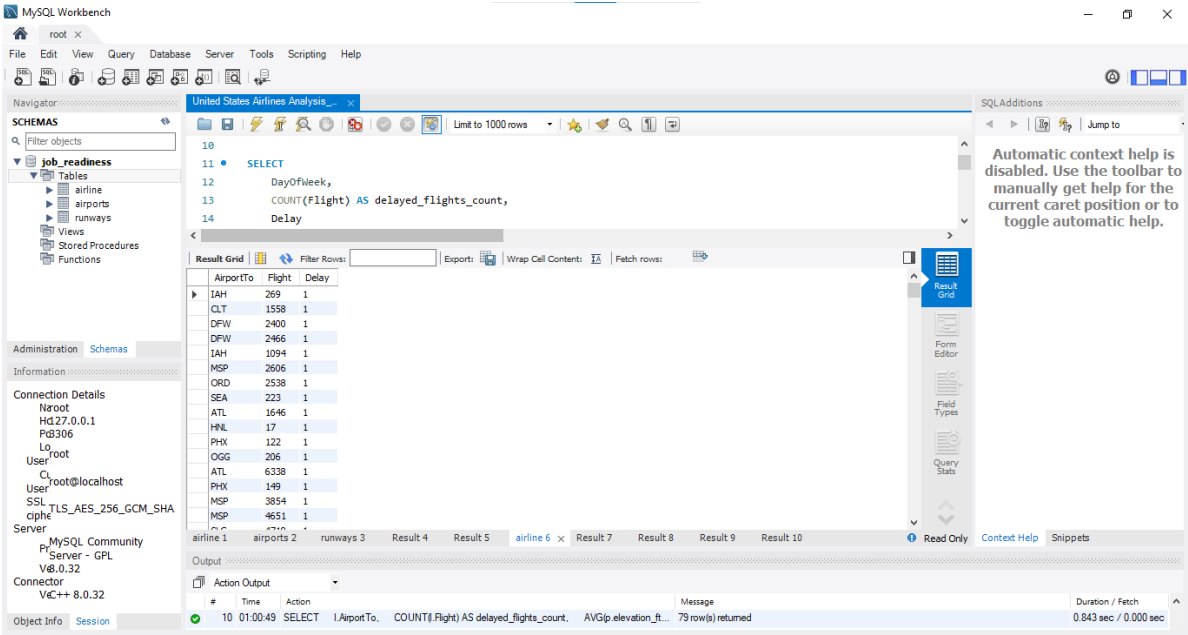 MySQL Workbench
root
File Edit View Query Database Server Tools Scripting Help
Navigator
SCHEMAS
Filter objects
job_readiness
Tables
airline
airports
runways
Views
Stored Procedures
Functions
Administration Schemas
Information
Connection Details
root
127.0.0.1
3306
root
User
root@localhost
User
SSL
TLS_AES_256_GCM_SHA
ciphe
Server
MySQL Community
Server - GPL
8.0.32
Connector
C++ 8.0.32
Object Info Session
United States Airlines Analysis_...
Limit to 1000 rows
10
11 SELECT
12 DayOfWeek,
13 COUNT(Flight) AS delayed_flights_count,
14 Delay
Result Grid Filter Rows: Export: Wrap Cell Content: Fetch rows:
AirportTo Flight Delay
IAH 269 1
CLT 1558 1
DFW 2400 1
DFW 2466 1
IAH 1094 1
MSP 2606 1
ORD 2538 1
SEA 223 1
ATL 1646 1
HNL 17 1
PHX 122 1
OGG 206 1
ATL 6338 1
PHX 149 1
MSP 3854 1
MSP 4651 1
Result
Grid
Form
Editor
Field
Types
Query
Stats
airline 1 airports 2 runways 3 Result 4 Result 5 airline 6 Result 7 Result 8 Result 9 Result 10
Read Only
Output
Action Output
# Time Action Message Duration / Fetch
10 01:00:49 SELECT l.AirportTo, COUNT(l.Flight) AS delayed_flights_count, AVG(p.elevation_ft... 79 row(s) returned 0.843 sec / 0.000 sec
SQLAdditions
Jump to
Automatic context help is
disabled. Use the toolbar to
manually get help for the
current caret position or to
toggle automatic help.
Context Help Snippets